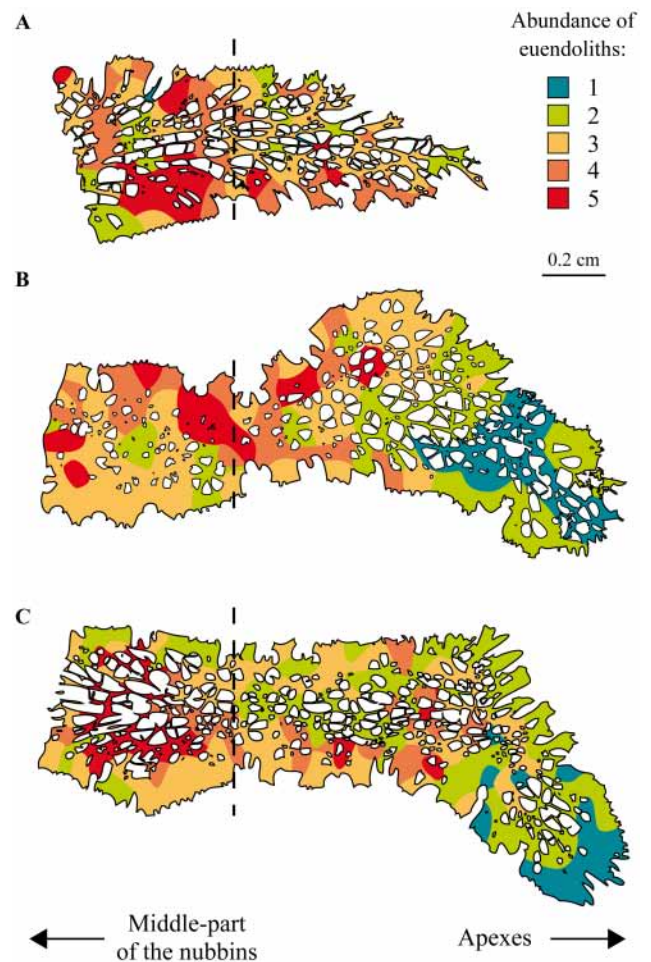 A
Abundance of
euendoliths:
1
2
3
4
5
0.2 cm
B
C
Middle-part
of the nubbins
Apexes